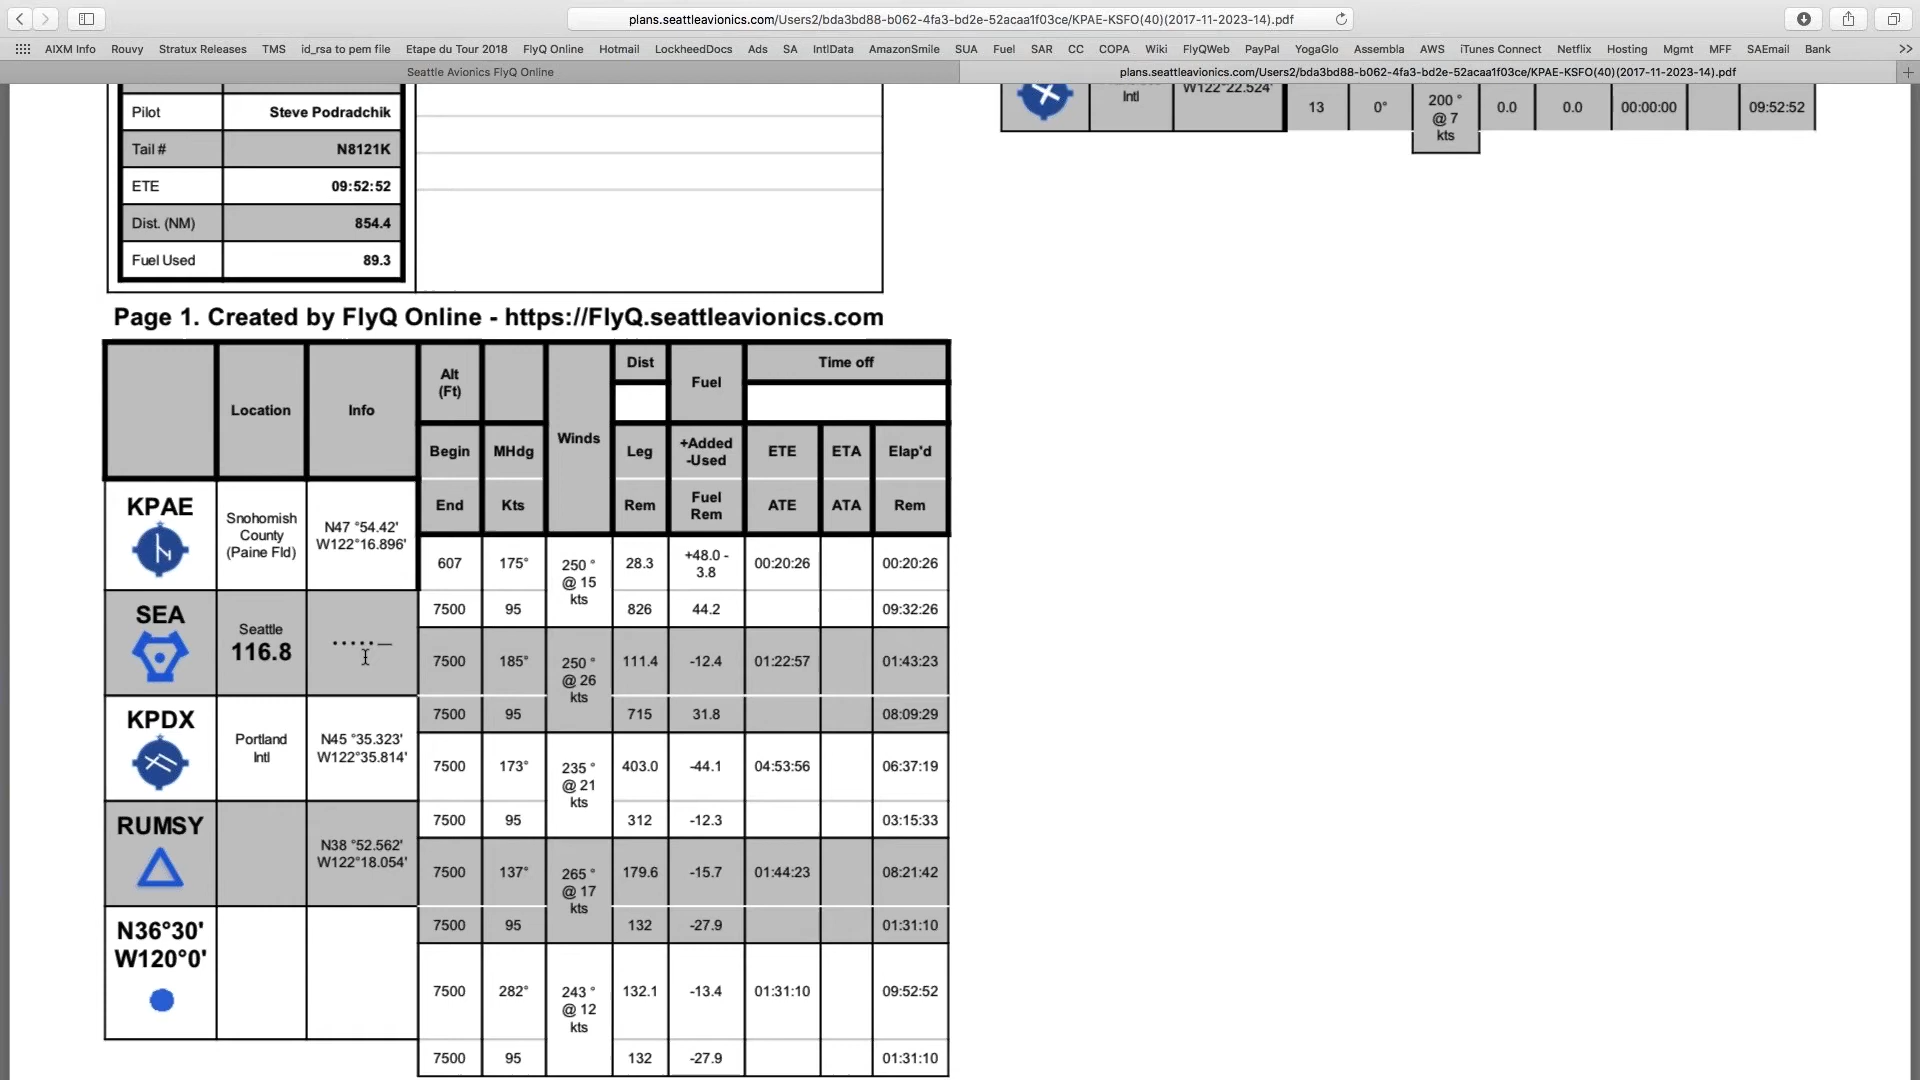 plans.seattleavionics.com/Users2/bda3bd88-b062-4fa3-bd2e-52acaa1f03ce/KPAE-KSFO(40)(2017-11-2023-14).pdf
AIXM Info Rouvy Stratux Releases TMS id_rsa to pem file Etape du Tour 2018 FlyQ Online Hotmail LockheedDocs Ads SA IntlData AmazonSmile SUA Fuel SAR CC COPA Wiki FlyQWeb PayPal YogaGlo Assembla AWS iTunes Connect Netflix Hosting Mgmt MFF SAEmail Bank >>
Seattle Avionics FlyQ Online
plans.seattleavionics.com/Users2/bda3bd88-b062-4fa3-bd2e-52acaa1f03ce/KPAE-KSFO(40)(2017-11-2023-14).pdf
Pilot Steve Podradchik
Tail # N8121K
ETE 09:52:52
Dist. (NM) 854.4
Fuel Used 89.3
Intl W122°22.524' 13 0° 200 ° @ 7 kts 0.0 0.0 00:00:00 09:52:52
Page 1. Created by FlyQ Online - https://FlyQ.seattleavionics.com
Location Info Alt (Ft) Winds Dist Fuel Time off
Begin MHdg Leg +Added -Used ETE ETA Elap'd
End Kts Rem Fuel Rem ATE ATA Rem
KPAE Snohomish County (Paine Fld) N47 °54.42' W122°16.896'
607 175° 250 ° @ 15 kts 28.3 +48.0 - 3.8 00:20:26 00:20:26
7500 95 826 44.2 09:32:26
SEA Seattle 116.8 ·····—
7500 185° 250 ° @ 26 kts 111.4 -12.4 01:22:57 01:43:23
7500 95 715 31.8 08:09:29
KPDX Portland Intl N45 °35.323' W122°35.814'
7500 173° 235 ° @ 21 kts 403.0 -44.1 04:53:56 06:37:19
7500 95 312 -12.3 03:15:33
RUMSY N38 °52.562' W122°18.054'
7500 137° 265 ° @ 17 kts 179.6 -15.7 01:44:23 08:21:42
7500 95 132 -27.9 01:31:10
N36°30' W120°0'
7500 282° 243 ° @ 12 kts 132.1 -13.4 01:31:10 09:52:52
7500 95 132 -27.9 01:31:10